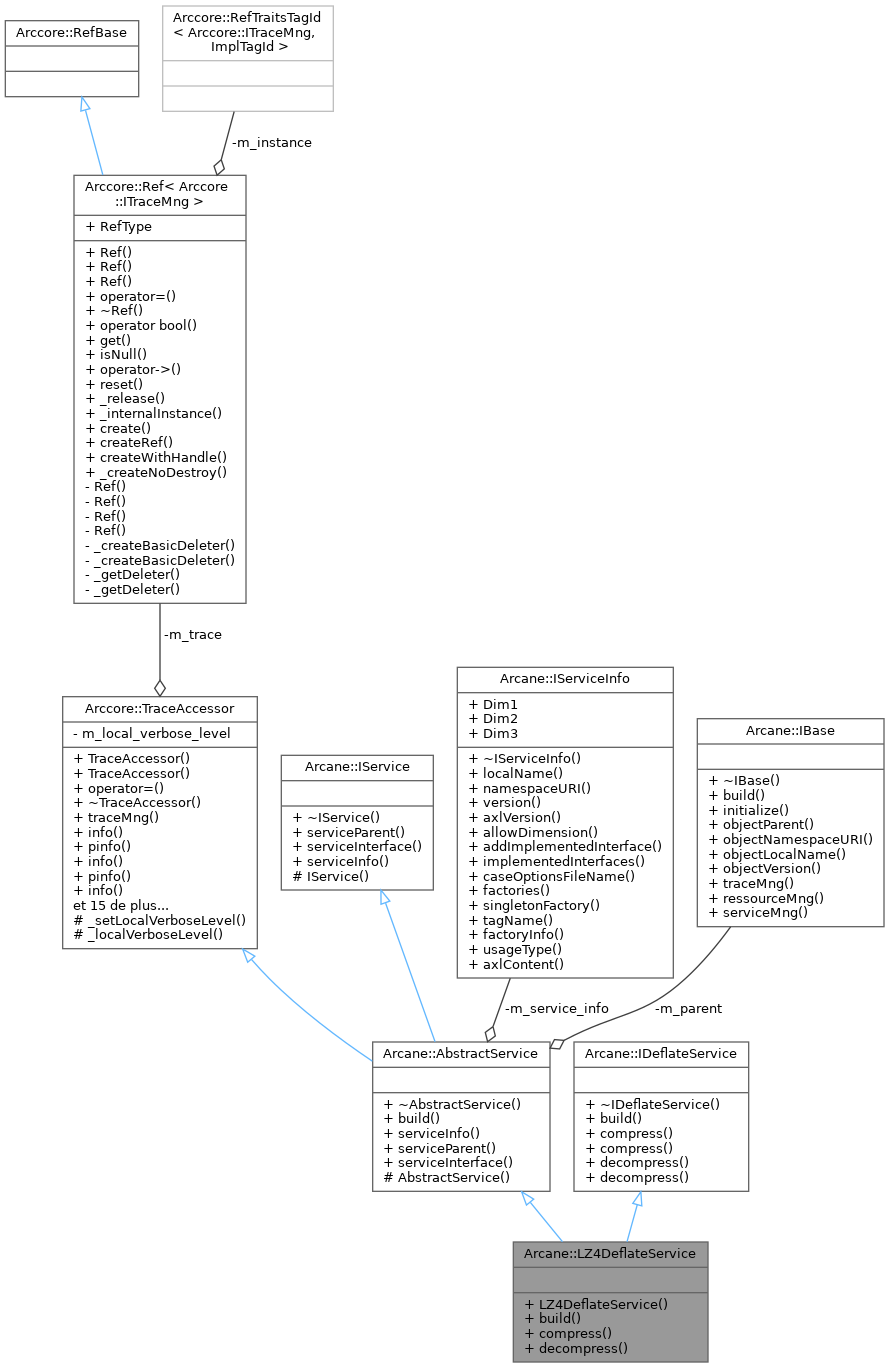 Arccore::RefBase
Arccore::RefTraitsTagId
< Arccore::ITraceMng,
ImplTagId >
-m_instance
Arccore::Ref< Arccore
::ITraceMng >
+ RefType
+ Ref()
+ Ref()
+ Ref()
+ operator=()
+ ~Ref()
+ operator bool()
+ get()
+ isNull()
+ operator->()
+ reset()
+ _release()
+ _internalInstance()
+ create()
+ createRef()
+ createWithHandle()
+ _createNoDestroy()
- Ref()
- Ref()
- Ref()
- Ref()
- _createBasicDeleter()
- _createBasicDeleter()
- _getDeleter()
- _getDeleter()
-m_trace
Arccore::TraceAccessor
- m_local_verbose_level
+ TraceAccessor()
+ TraceAccessor()
+ operator=()
+ ~TraceAccessor()
+ traceMng()
+ info()
+ pinfo()
+ info()
+ pinfo()
+ info()
et 15 de plus...
# _setLocalVerboseLevel()
# _localVerboseLevel()
Arcane::IService
+ ~IService()
+ serviceParent()
+ serviceInterface()
+ serviceInfo()
# IService()
Arcane::IServiceInfo
+ Dim1
+ Dim2
+ Dim3
+ ~IServiceInfo()
+ localName()
+ namespaceURI()
+ version()
+ axlVersion()
+ allowDimension()
+ addImplementedInterface()
+ implementedInterfaces()
+ caseOptionsFileName()
+ factories()
+ singletonFactory()
+ tagName()
+ factoryInfo()
+ usageType()
+ axlContent()
Arcane::IBase
+ ~IBase()
+ build()
+ initialize()
+ objectParent()
+ objectNamespaceURI()
+ objectLocalName()
+ objectVersion()
+ traceMng()
+ ressourceMng()
+ serviceMng()
-m_service_info
-m_parent
Arcane::AbstractService
+ ~AbstractService()
+ build()
+ serviceInfo()
+ serviceParent()
+ serviceInterface()
# AbstractService()
Arcane::IDeflateService
+ ~IDeflateService()
+ build()
+ compress()
+ compress()
+ decompress()
+ decompress()
Arcane::LZ4DeflateService
+ LZ4DeflateService()
+ build()
+ compress()
+ decompress()